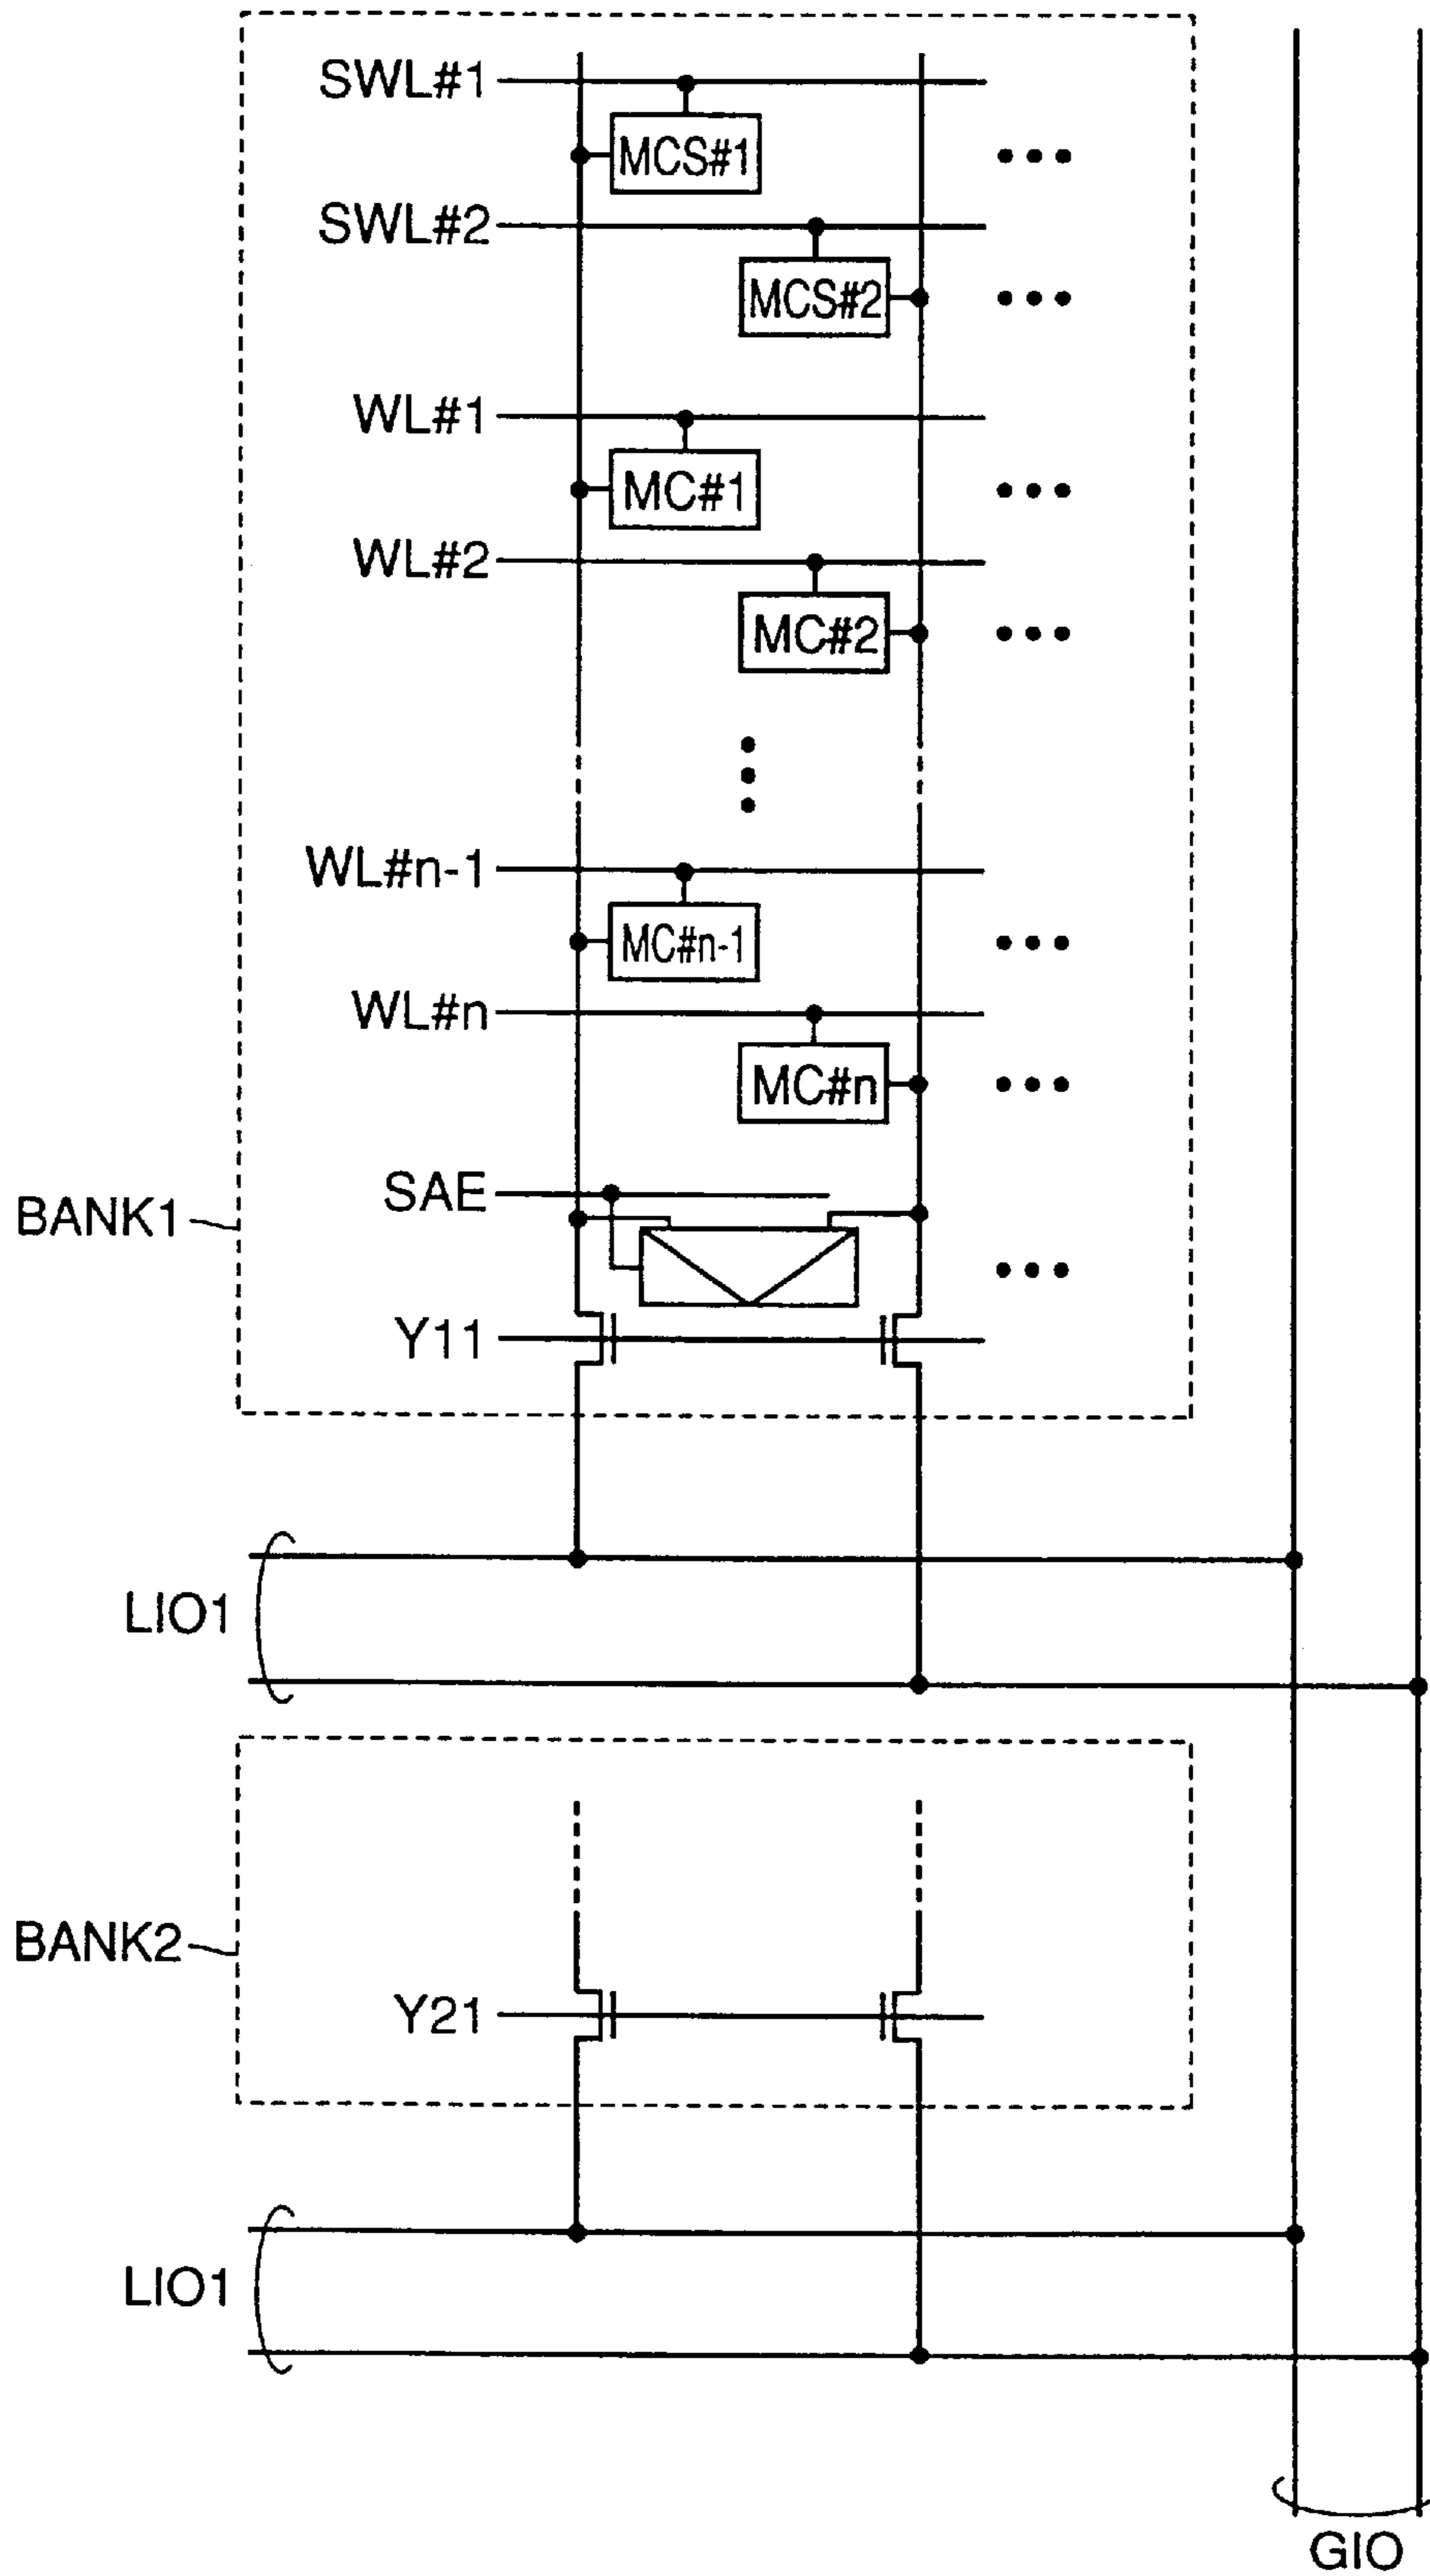 SWL#1
MCS#1
SWL#2
MCS#2
WL#1
MC#1
WL#2
MC#2
WL#n-1
MC#n-1
WL#n
MC#n
SAE
BANK1
Y11
LIO1
BANK2
Y21
LIO1
GIO